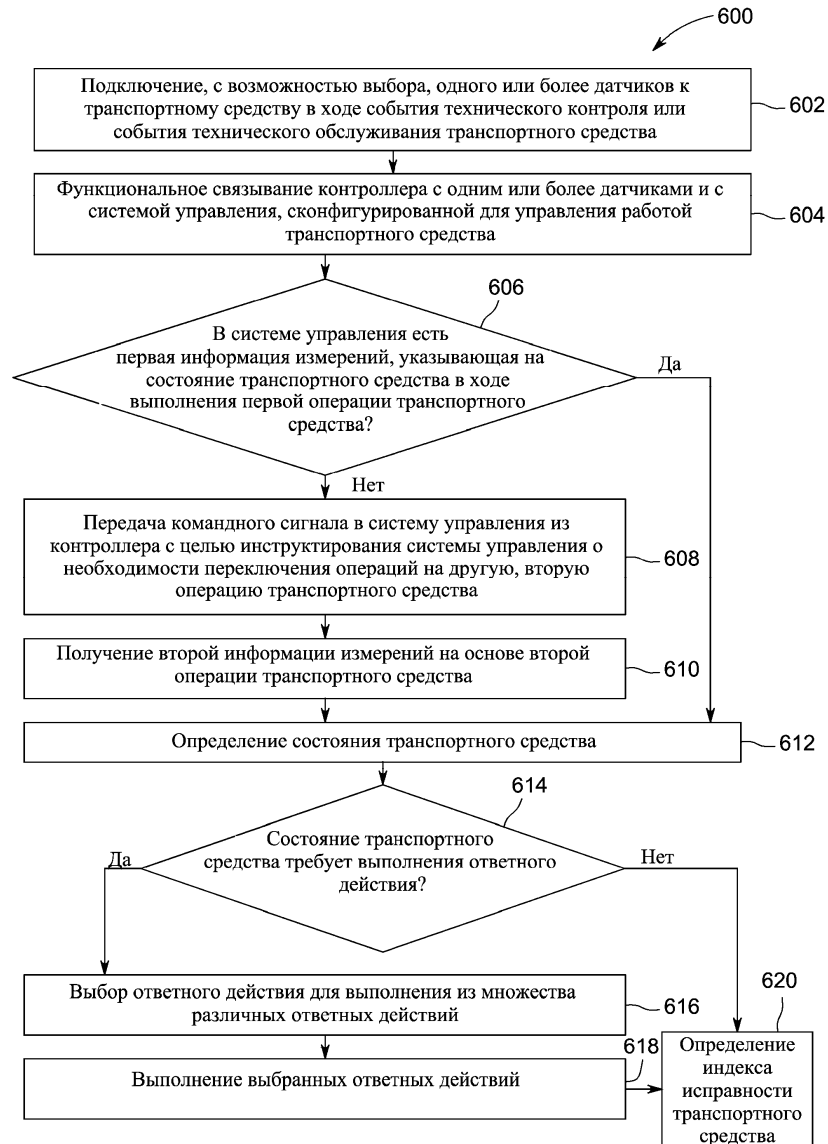 600
Подключение, с возможностью выбора, одного или более датчиков к
транспортному средству в ходе события технического контроля или
события технического обслуживания транспортного средства
602
Функциональное связывание контроллера с одним или более датчиками и с
системой управления, сконфигурированной для управления работой
транспортного средства
604
606
В системе управления есть
первая информация измерений, указывающая на
состояние транспортного средства в ходе
выполнения первой операции транспортного
средства?
Да
Нет
Передача командного сигнала в систему управления из
контроллера с целью инструктирования системы управления о
необходимости переключения операций на другую, вторую
операцию транспортного средства
608
Получение второй информации измерений на основе второй
операции транспортного средства
610
Определение состояния транспортного средства
612
614
Состояние транспортного
средства требует выполнения ответного
действия?
Да
Нет
Выбор ответного действия для выполнения из множества
различных ответных действий
616
Выполнение выбранных ответных действий
618
620
Определение
индекса
исправности
транспортного
средства